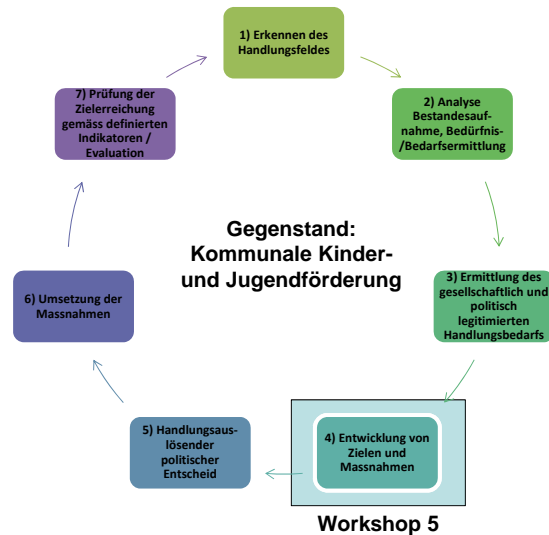 1) Erkennen des
Handlungsfeldes
2) Analyse
Bestandesauf-
nahme, Bedürfnis-
/Bedarfsermittlung
3) Ermittlung des
gesellschaftlich und
politisch
legitimierten
Handlungsbedarfs
4) Entwicklung von
Zielen und
Massnahmen
Workshop 5
5) Handlungsaus-
lösender
politischer
Entscheid
6) Umsetzung der
Massnahmen
7) Prüfung der
Zielerreichung
gemäss definierten
Indikatoren /
Evaluation
Gegenstand:
Kommunale Kinder-
und Jugendförderung